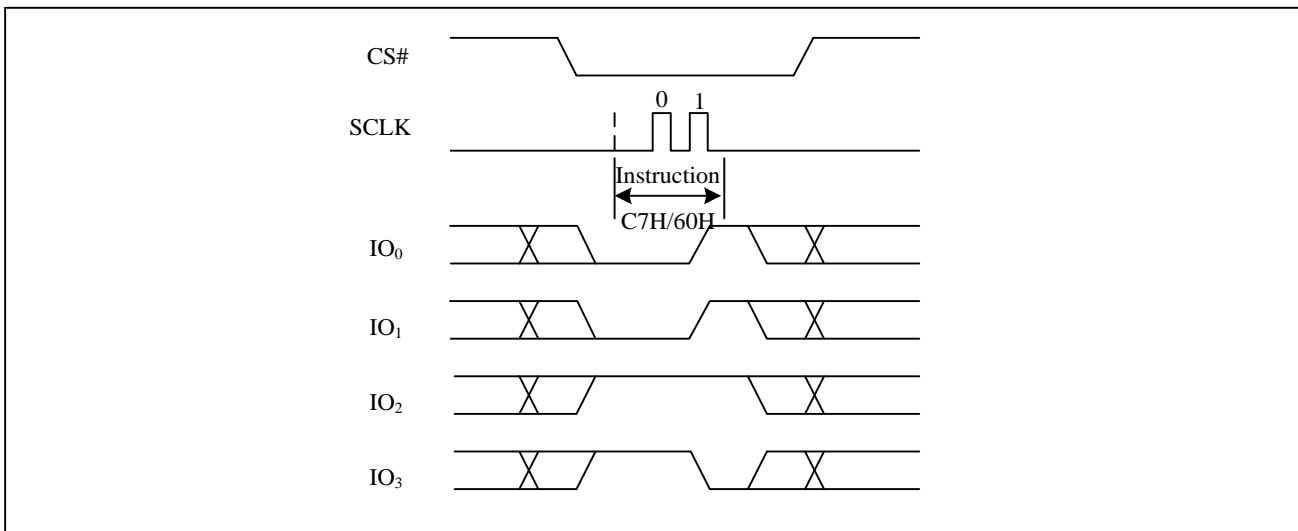 CS#
0 1
SCLK
Instruction
C7H/60H
IO₀
IO₁
IO₂
IO₃